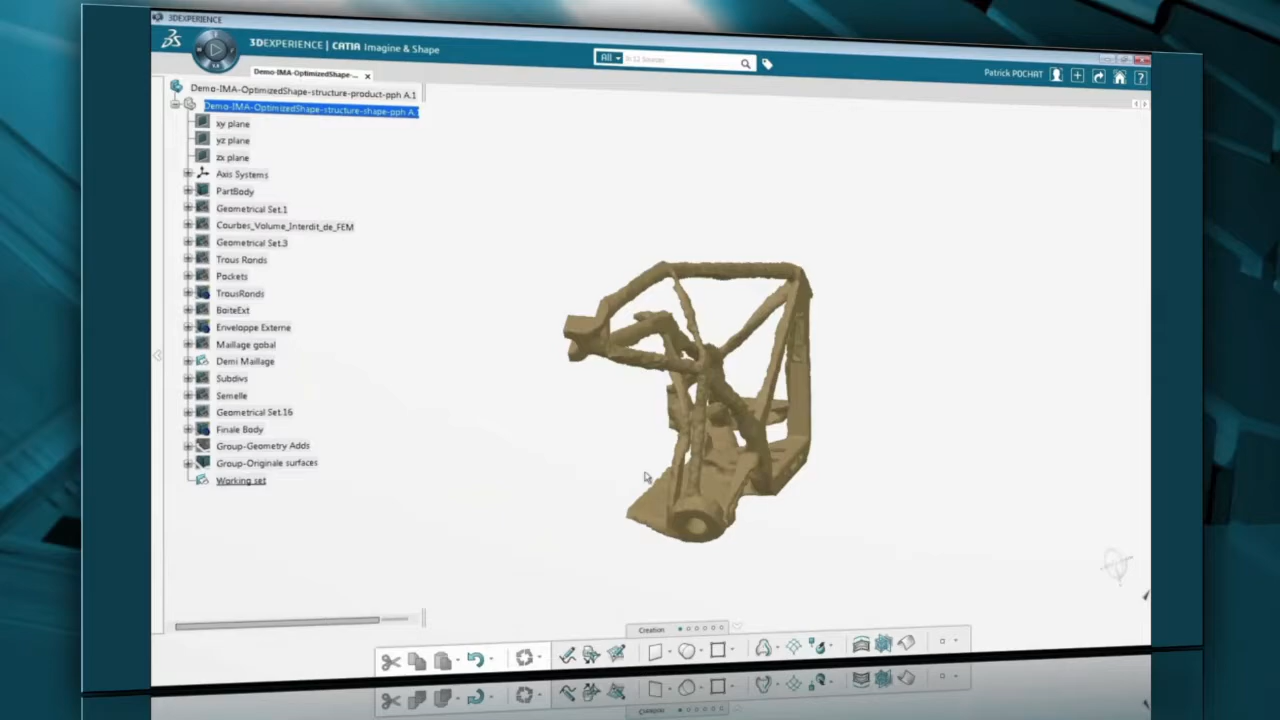 3DEXPERIENCE
3DEXPERIENCE | CATIA Imagine & Shape
All
Patrick POCHAT
Demo-IMA-OptimizedShape-...
Demo-IMA-OptimizedShape-structure-product-pph A.1
Demo-IMA-OptimizedShape-structure-shape-pph A.1
xy plane
yz plane
zx plane
Axis Systems
PartBody
Geometrical Set.1
Courbes_Volume_Interdit_de_FEM
Geometrical Set.3
Trous Ronds
Pockets
TrousRonds
BoiteExt
Enveloppe Externe
Maillage gobal
Demi Maillage
Subdivs
Semelle
Geometrical Set.16
Finale Body
Group-Geometry Adds
Group-Originale surfaces
Working set
Creation